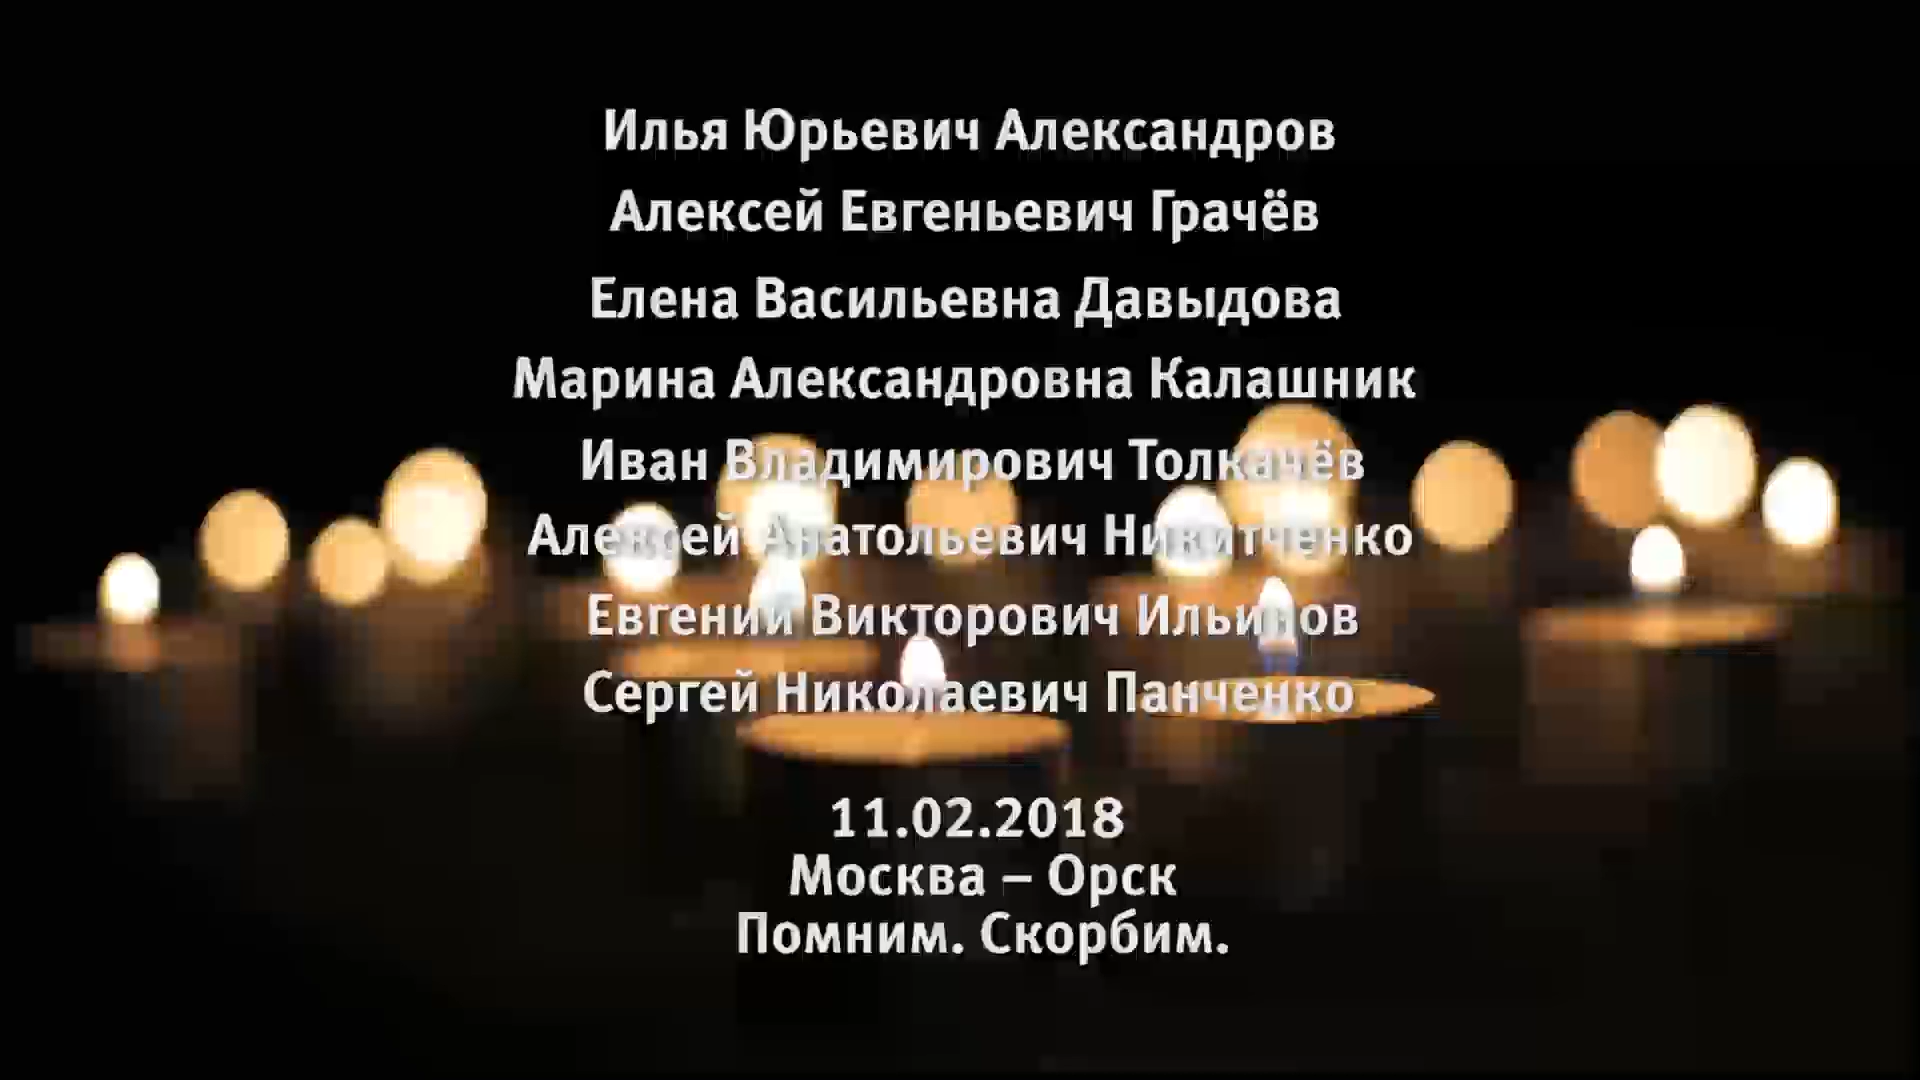 Илья Юрьевич Александров
Алексей Евгеньевич Грачёв
Елена Васильевна Давыдова
Марина Александровна Калашник
Иван Владимирович Толкачёв
Алексей Анатольевич Никитченко
Евгений Викторович Ильинов
Сергей Николаевич Панченко
11.02.2018
Москва – Орск
Помним. Скорбим.